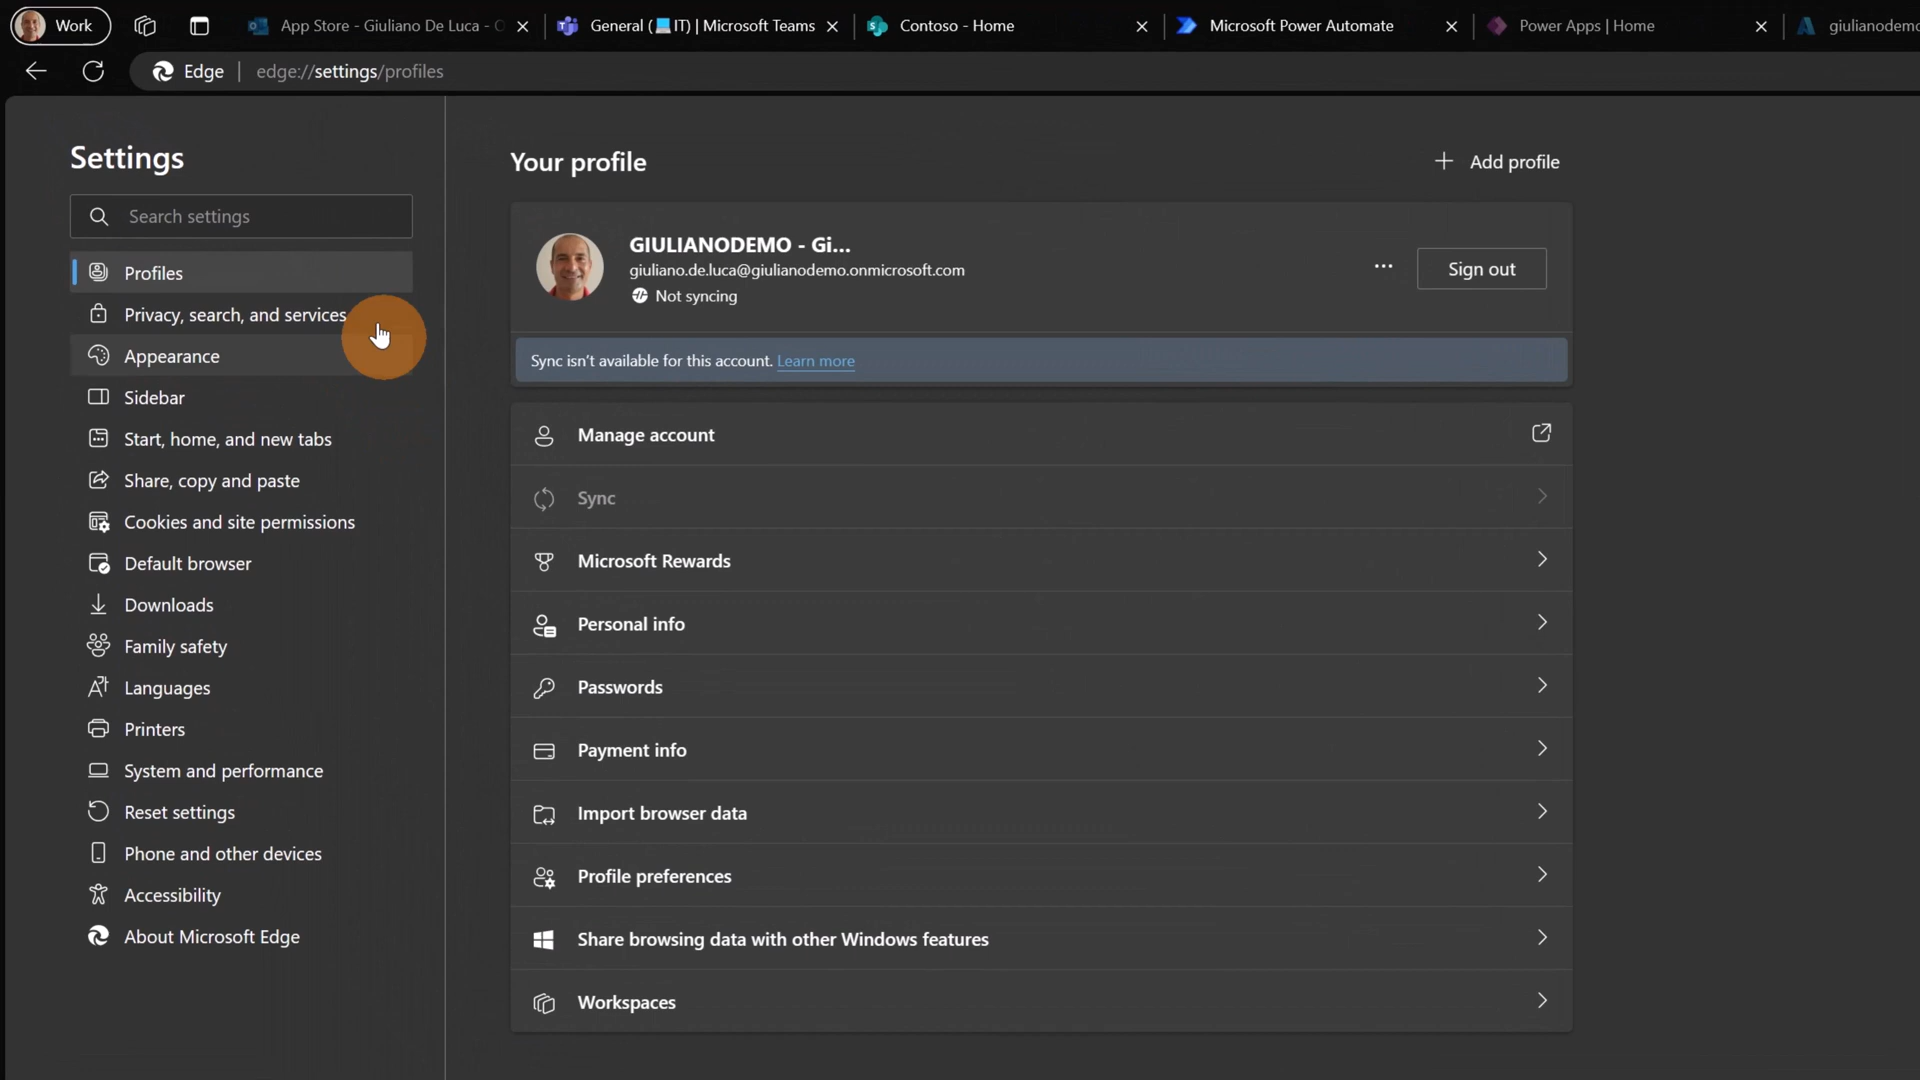 Work
App Store - Giuliano De Luca - O
General (💻IT) | Microsoft Teams
Contoso - Home
Microsoft Power Automate
Power Apps | Home
giulianodemo
Edge
edge://settings/profiles
Settings
Search settings
Profiles
Privacy, search, and services
Appearance
Sidebar
Start, home, and new tabs
Share, copy and paste
Cookies and site permissions
Default browser
Downloads
Family safety
Languages
Printers
System and performance
Reset settings
Phone and other devices
Accessibility
About Microsoft Edge
Your profile
Add profile
GIULIANODEMO - Gi...
giuliano.de.luca@giulianodemo.onmicrosoft.com
Not syncing
Sign out
Sync isn't available for this account. Learn more
Manage account
Sync
Microsoft Rewards
Personal info
Passwords
Payment info
Import browser data
Profile preferences
Share browsing data with other Windows features
Workspaces